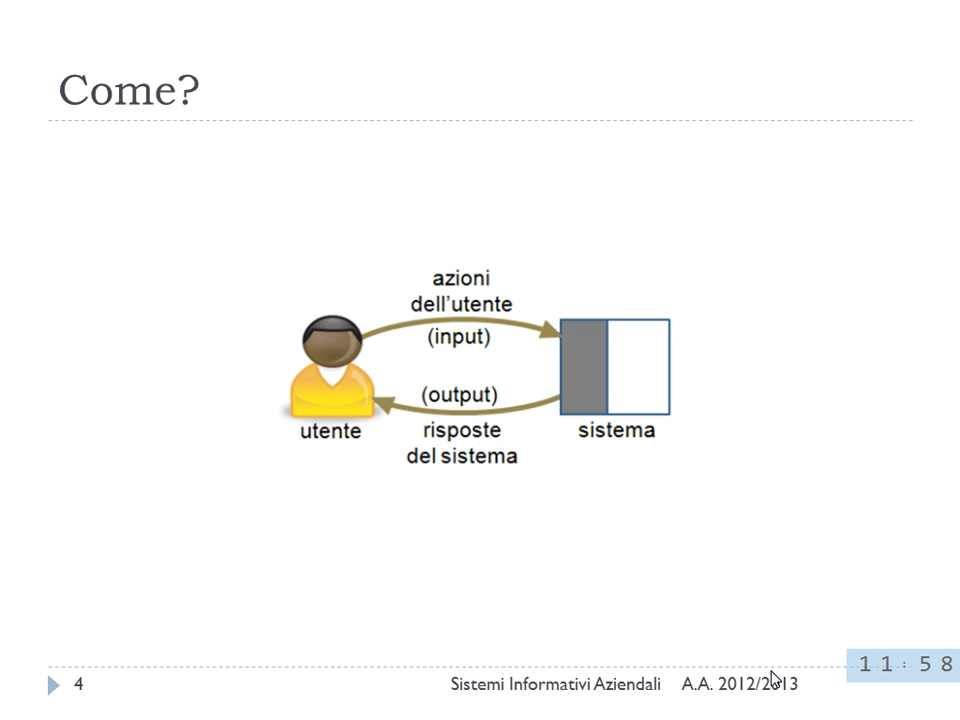 Come?
azioni
dell'utente
(input)
(output)
utente
risposte
del sistema
sistema
4
Sistemi Informativi Aziendali A.A. 2012/2013
11:58